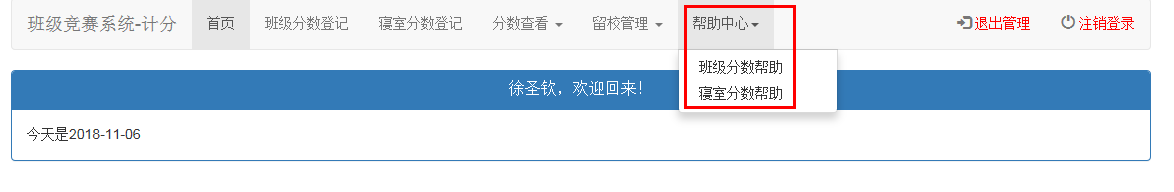 班级竞赛系统-计分 首页 班级分数登记 寝室分数登记 分数查看 留校管理 帮助中心 退出管理 注销登录
班级分数帮助
寝室分数帮助
徐圣钦，欢迎回来！
今天是2018-11-06